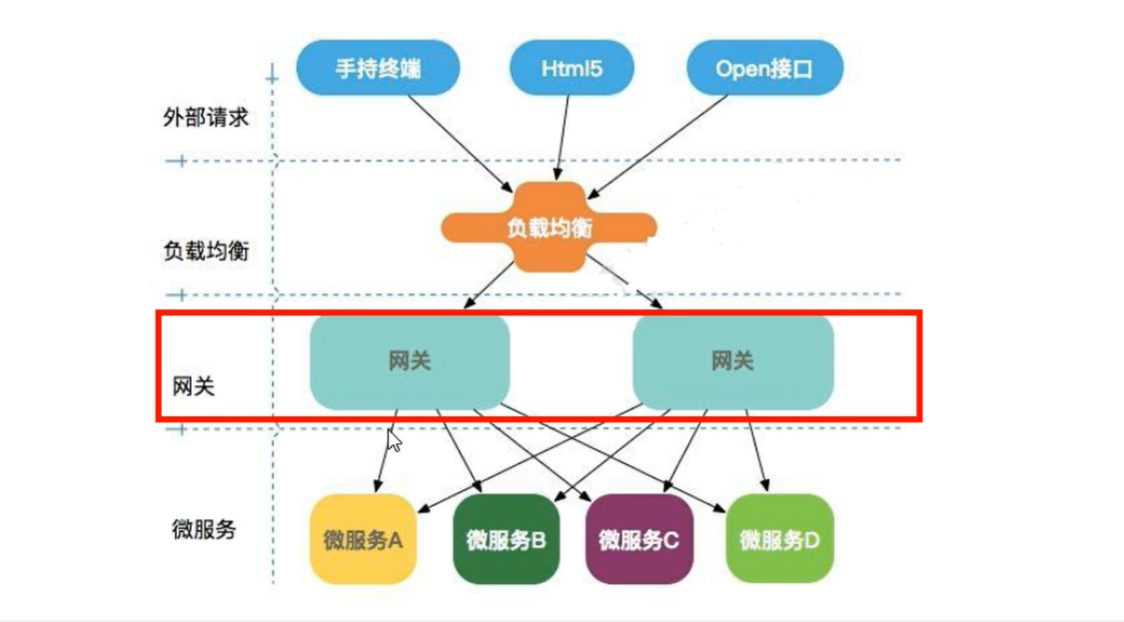 手持终端
Html5
Open接口
外部请求
负载均衡
负载均衡
网关
网关
网关
微服务
微服务A
微服务B
微服务C
微服务D